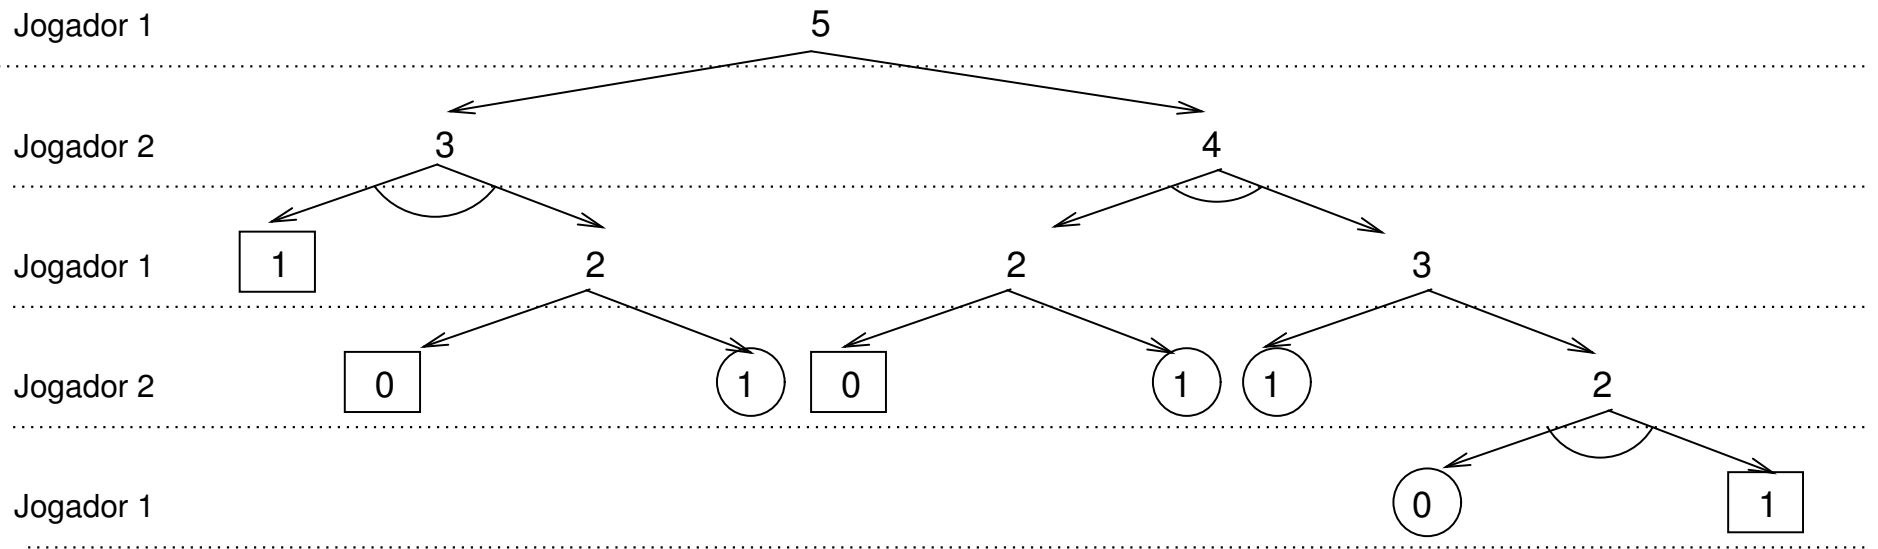 Jogador 1 5
Jogador 2 3 4
Jogador 1 1 2 2 3
Jogador 2 0 1 0 1 1 2
Jogador 1 0 1